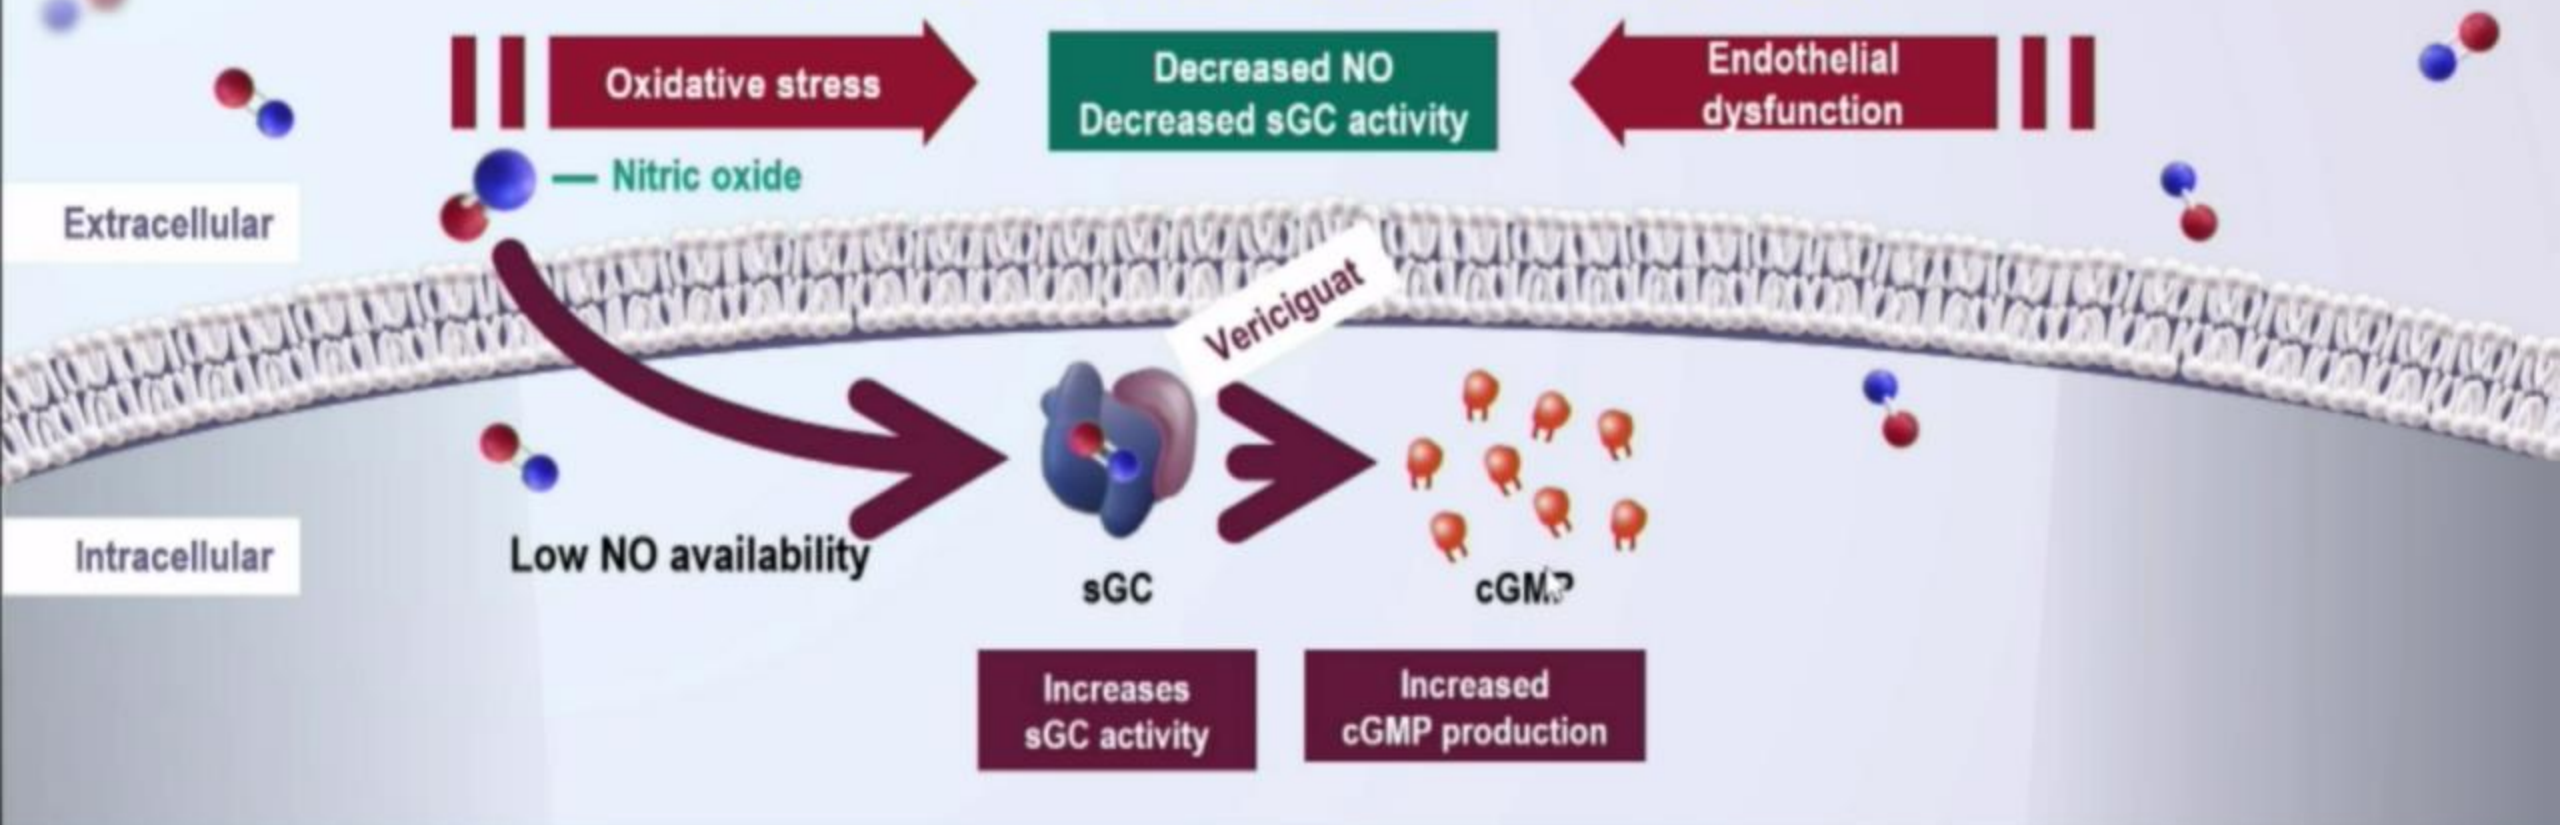 Oxidative stress
Decreased NO
Decreased sGC activity
Endothelial
dysfunction
Nitric oxide
Extracellular
Vericiguat
Intracellular
Low NO availability
sGC
cGMP
Increases
sGC activity
Increased
cGMP production